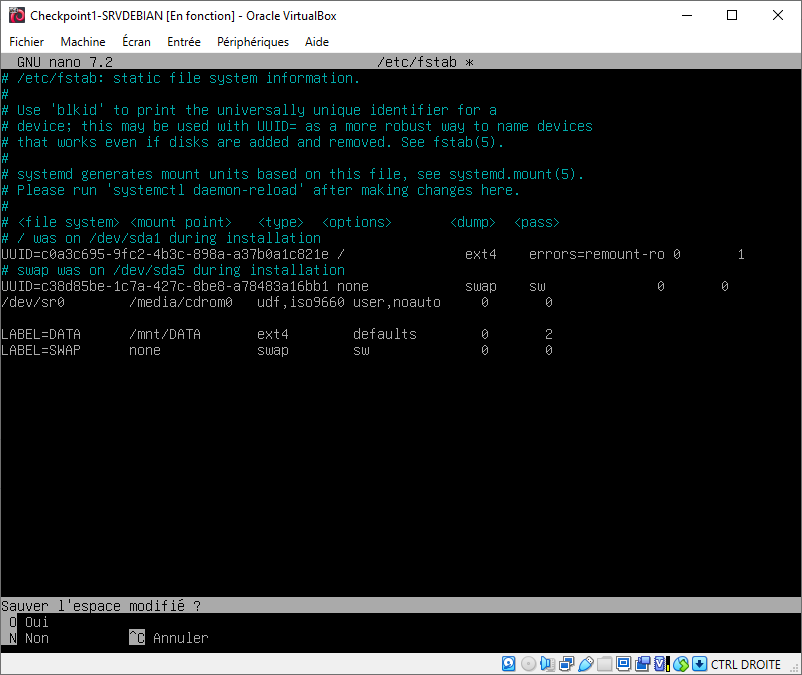 Checkpoint1-SRVDEBIAN [En fonction] - Oracle VirtualBox
Fichier Machine Écran Entrée Périphériques Aide
GNU nano 7.2 /etc/fstab *
# /etc/fstab: static file system information.
#
# Use 'blkid' to print the universally unique identifier for a
# device; this may be used with UUID= as a more robust way to name devices
# that works even if disks are added and removed. See fstab(5).
#
# systemd generates mount units based on this file, see systemd.mount(5).
# Please run 'systemctl daemon-reload' after making changes here.
#
# <file system> <mount point> <type> <options> <dump> <pass>
# / was on /dev/sda1 during installation
UUID=c0a3c695-9fc2-4b3c-898a-a37b0a1c821e / ext4 errors=remount-ro 0 1
# swap was on /dev/sda5 during installation
UUID=c38d85be-1c7a-427c-8be8-a78483a16bb1 none swap sw 0 0
/dev/sr0 /media/cdrom0 udf,iso9660 user,noauto 0 0
LABEL=DATA /mnt/DATA ext4 defaults 0 2
LABEL=SWAP none swap sw 0 0
Sauver l'espace modifié ?
O Oui
N Non ^C Annuler
CTRL DROITE